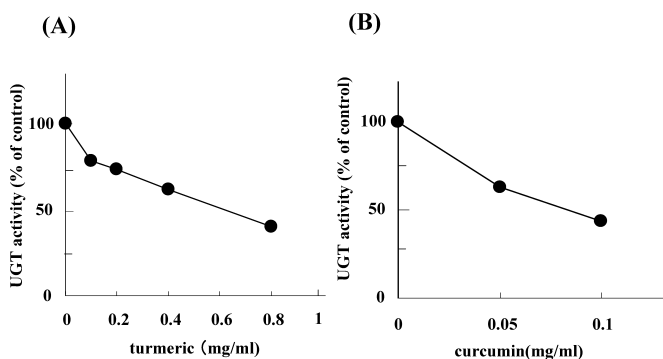 (A)
UGT activity (% of control)
100
50
0
0 0.2 0.4 0.6 0.8 1
turmeric (mg/ml)
(B)
UGT activity (% of control)
100
50
0
0 0.05 0.1
curcumin(mg/ml)